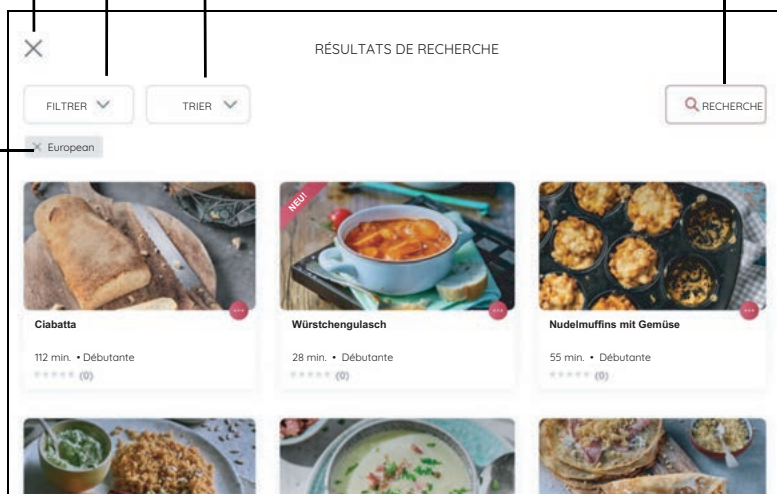 RÉSULTATS DE RECHERCHE
FILTRER TRIER RECHERCHE
European
NEU!
Ciabatta Würstchengulasch Nudelmuffins mit Gemüse
112 min. • Débutante 28 min. • Débutante 55 min. • Débutante
(0) (0) (0)